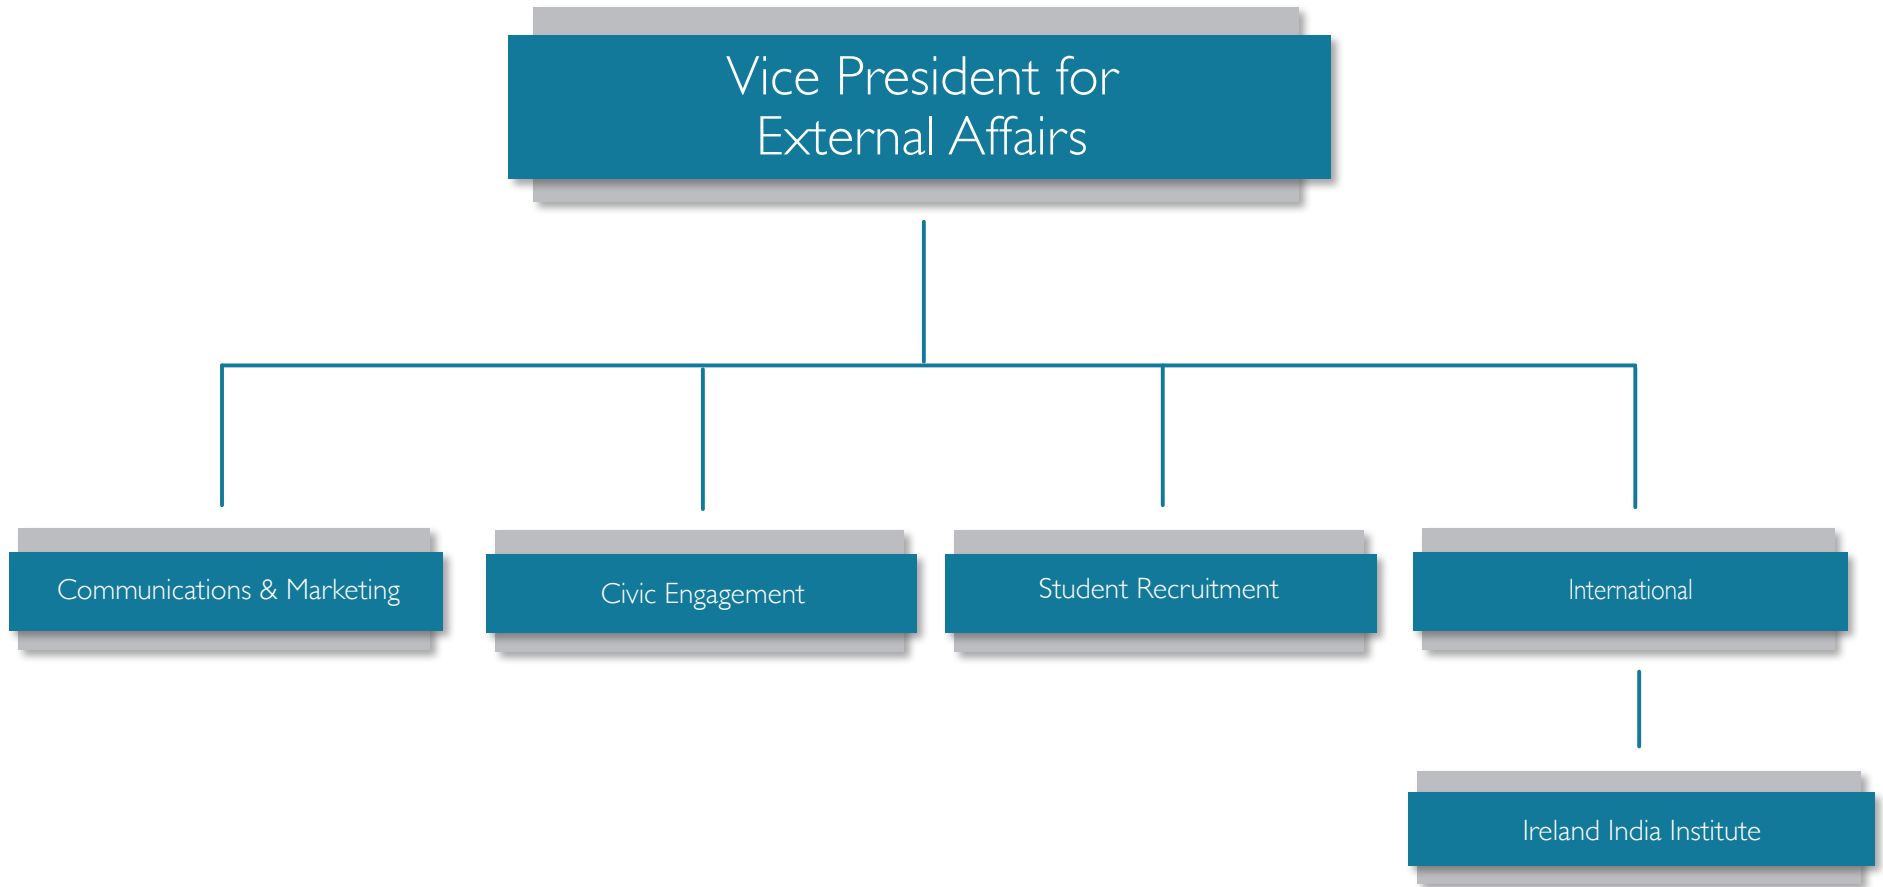 Vice President for
External Affairs
Communications & Marketing
Civic Engagement
Student Recruitment
International
Ireland India Institute